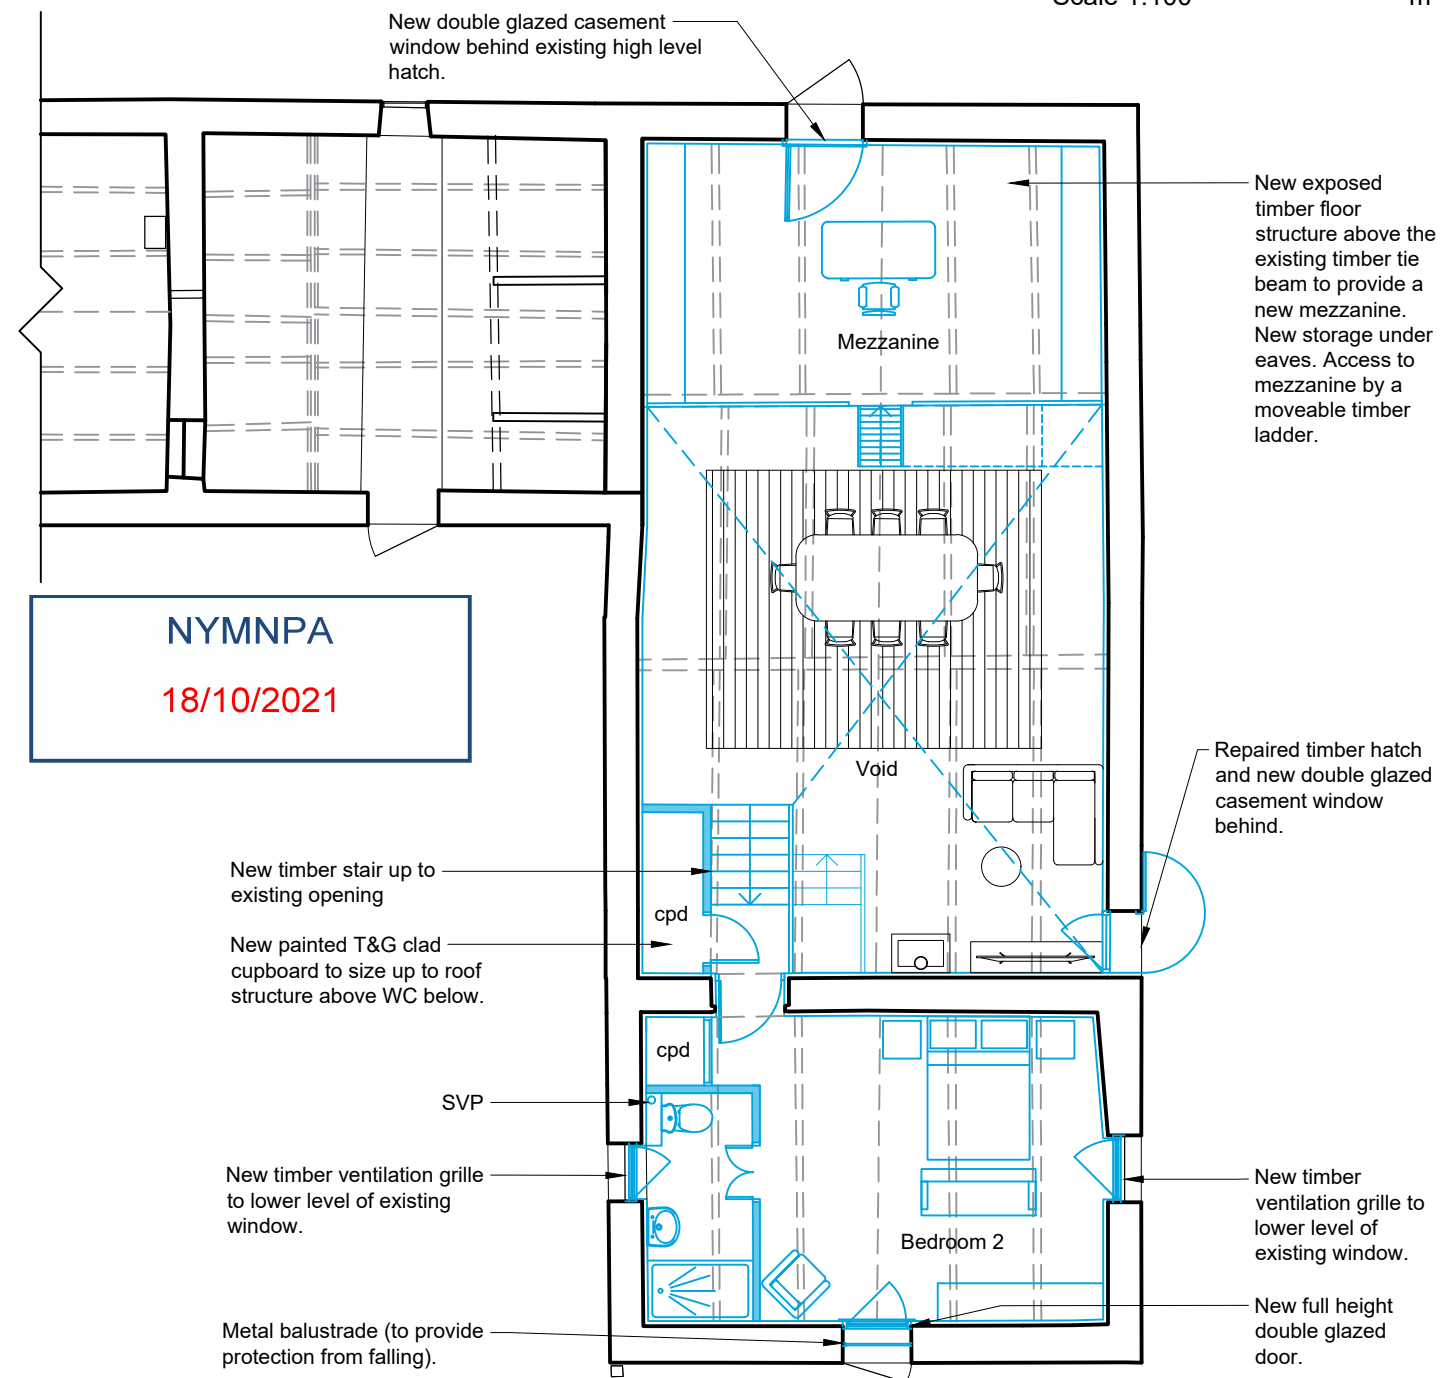 Scale 1:100
m
New double glazed casement
window behind existing high level
hatch.
New exposed
timber floor
structure above the
existing timber tie
beam to provide a
new mezzanine.
New storage under
eaves. Access to
mezzanine by a
moveable timber
ladder.
Mezzanine
NYMNPA
18/10/2021
Void
Repaired timber hatch
and new double glazed
casement window
behind.
New timber stair up to
existing opening
cpd
New painted T&G clad
cupboard to size up to roof
structure above WC below.
cpd
SVP
New timber ventilation grille
to lower level of existing
window.
New timber
ventilation grille to
lower level of
existing window.
Bedroom 2
New full height
double glazed
door.
Metal balustrade (to provide
protection from falling).